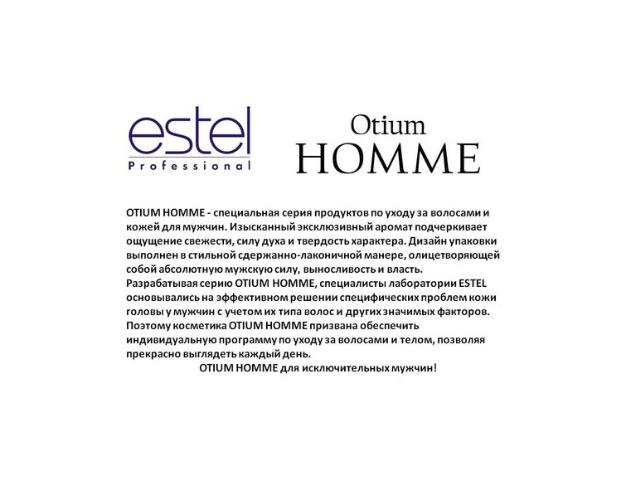 estel
Professional
Otium
HOMME
OTIUM HOMME - специальная серия продуктов по уходу за волосами и
кожей для мужчин. Изысканный эксклюзивный аромат подчеркивает
ощущение свежести, силу духа и твердость характера. Дизайн упаковки
выполнен в стильной сдержанно-лаконичной манере, олицетворяющей
собой абсолютную мужскую силу, выносливость и власть.
Разрабатывая серию OTIUM HOMME, специалисты лаборатории ESTEL
основывались на эффективном решении специфических проблем кожи
головы у мужчин с учетом их типа волос и других значимых факторов.
Поэтому косметика OTIUM HOMME призвана обеспечить
индивидуальную программу по уходу за волосами и телом, позволяя
прекрасно выглядеть каждый день.
OTIUM HOMME для исключительных мужчин!